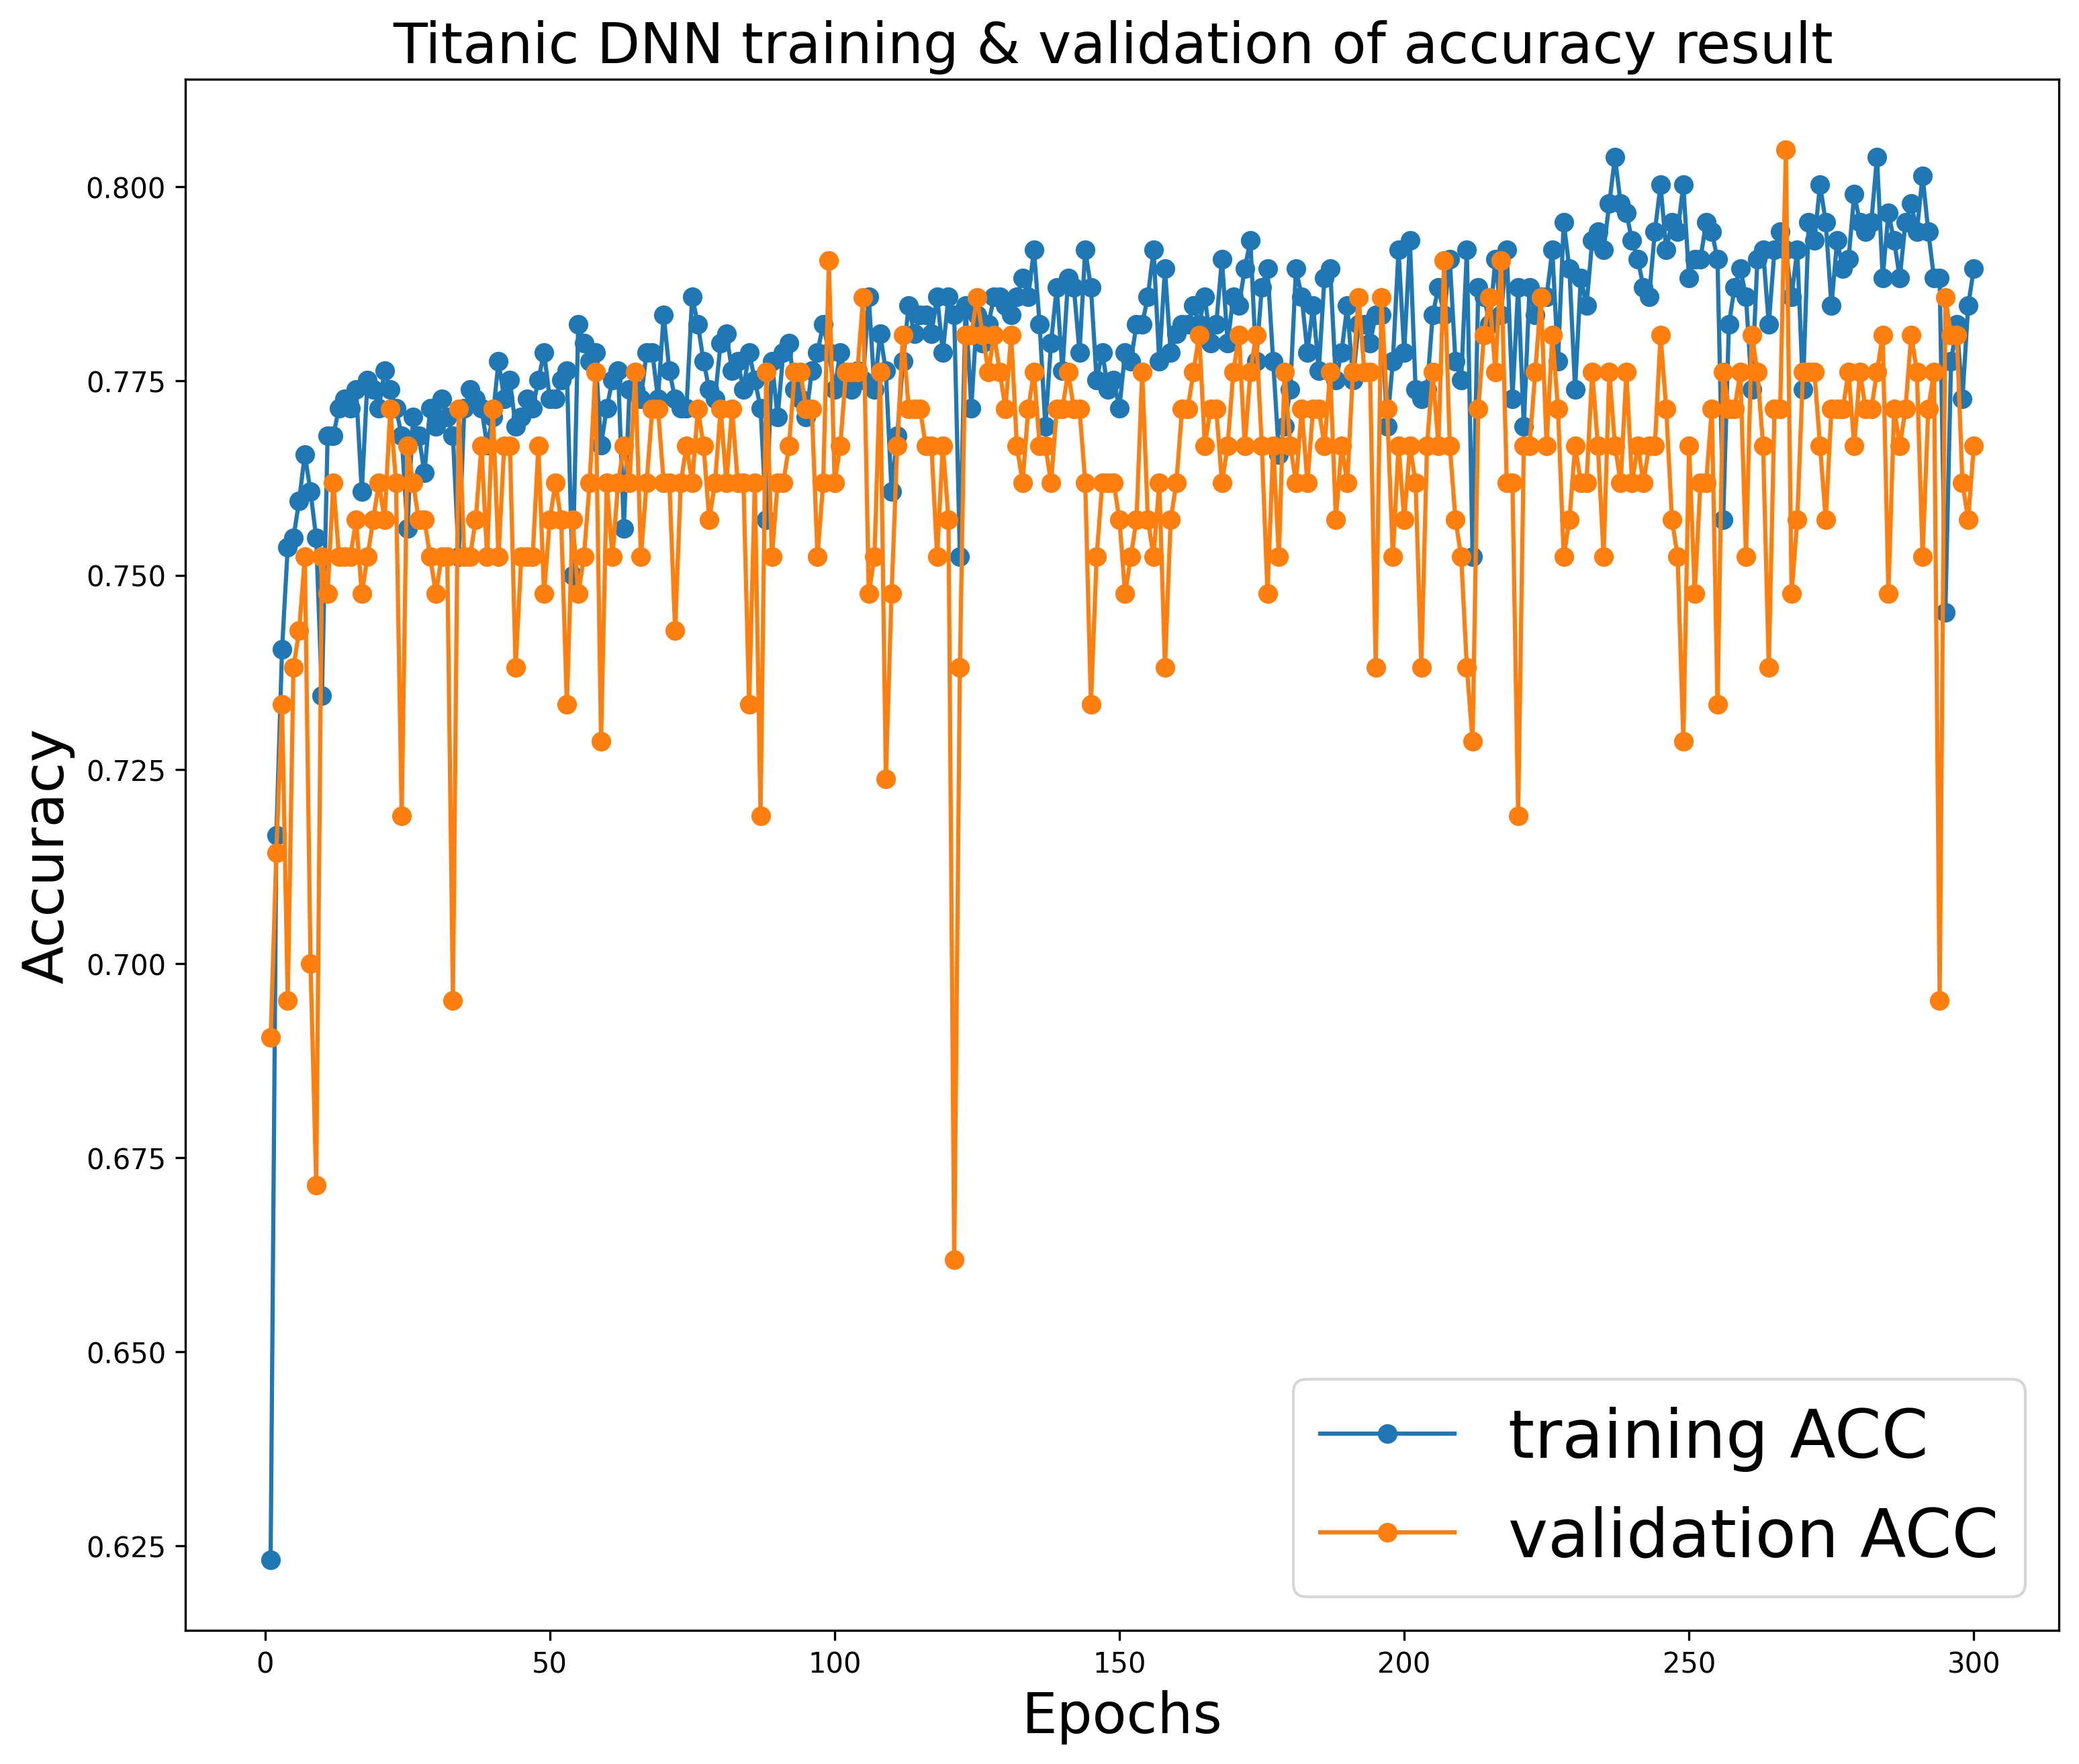 Titanic DNN training & validation of accuracy result
0.800
0.775
0.750
0.725
0.700
0.675
0.650
0.625
Accuracy
training ACC
validation ACC
0 50 100 150 200 250 300
Epochs